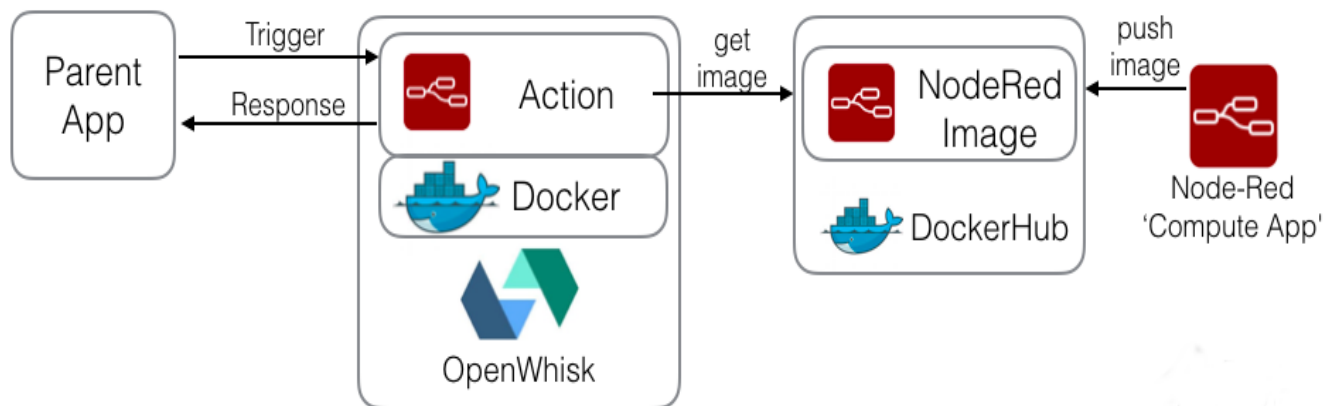 Parent
App
Trigger
Response
Action
Docker
OpenWhisk
get
image
NodeRed
Image
DockerHub
push
image
Node-Red
‘Compute App'